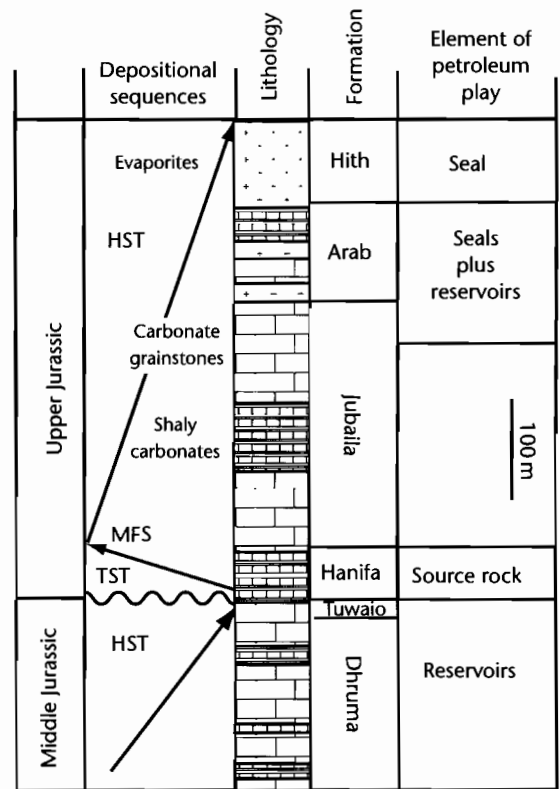 Depositional
sequences
Lithology
Formation
Element of
petroleum
play
Upper Jurassic
Evaporites
HST
Carbonate
grainstones
Shaly
carbonates
MFS
TST
Hith
Seal
Arab
Seals
plus
reservoirs
Jubaila
100 m
Hanifa
Source rock
Middle Jurassic
HST
Tuwaio
Dhruma
Reservoirs